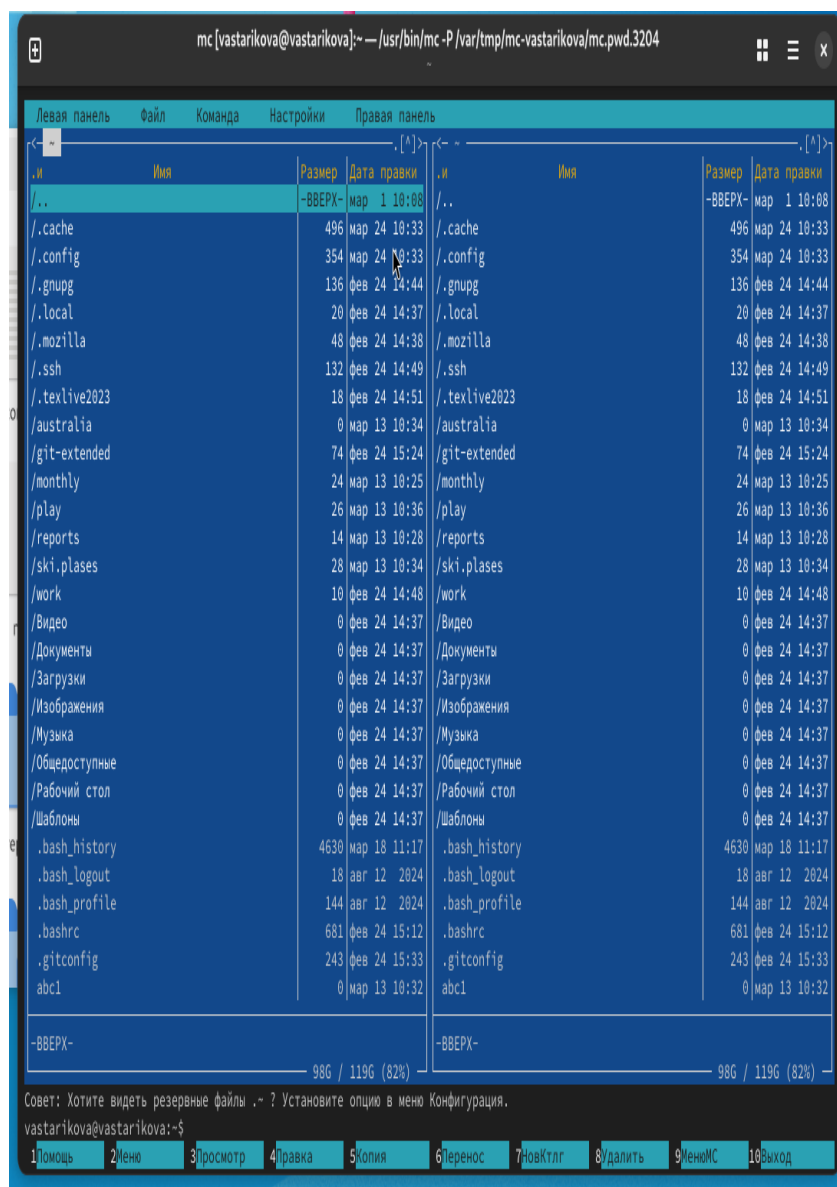 mc [vastarikova@vastarikova]:~ — /usr/bin/mc -P /var/tmp/mc-vastarikova/mc.pwd.3204
~
Левая панель Файл Команда Настройки Правая панель
<- ~ .[^]> <- ~ .[^]>
.и Имя Размер Дата правки .и Имя Размер Дата правки
/.. -ВВЕРХ- мар 1 10:08 /.. -ВВЕРХ- мар 1 10:08
/.cache 496 мар 24 10:33 /.cache 496 мар 24 10:33
/.config 354 мар 24 10:33 /.config 354 мар 24 10:33
/.gnupg 136 фев 24 14:44 /.gnupg 136 фев 24 14:44
/.local 20 фев 24 14:37 /.local 20 фев 24 14:37
/.mozilla 48 фев 24 14:38 /.mozilla 48 фев 24 14:38
/.ssh 132 фев 24 14:49 /.ssh 132 фев 24 14:49
/.texlive2023 18 фев 24 14:51 /.texlive2023 18 фев 24 14:51
/australia 0 мар 13 10:34 /australia 0 мар 13 10:34
/git-extended 74 фев 24 15:24 /git-extended 74 фев 24 15:24
/monthly 24 мар 13 10:25 /monthly 24 мар 13 10:25
/play 26 мар 13 10:36 /play 26 мар 13 10:36
/reports 14 мар 13 10:28 /reports 14 мар 13 10:28
/ski.plases 28 мар 13 10:34 /ski.plases 28 мар 13 10:34
/work 10 фев 24 14:48 /work 10 фев 24 14:48
/Видео 0 фев 24 14:37 /Видео 0 фев 24 14:37
/Документы 0 фев 24 14:37 /Документы 0 фев 24 14:37
/Загрузки 0 фев 24 14:37 /Загрузки 0 фев 24 14:37
/Изображения 0 фев 24 14:37 /Изображения 0 фев 24 14:37
/Музыка 0 фев 24 14:37 /Музыка 0 фев 24 14:37
/Общедоступные 0 фев 24 14:37 /Общедоступные 0 фев 24 14:37
/Рабочий стол 0 фев 24 14:37 /Рабочий стол 0 фев 24 14:37
/Шаблоны 0 фев 24 14:37 /Шаблоны 0 фев 24 14:37
.bash_history 4630 мар 18 11:17 .bash_history 4630 мар 18 11:17
.bash_logout 18 авг 12 2024 .bash_logout 18 авг 12 2024
.bash_profile 144 авг 12 2024 .bash_profile 144 авг 12 2024
.bashrc 681 фев 24 15:12 .bashrc 681 фев 24 15:12
.gitconfig 243 фев 24 15:33 .gitconfig 243 фев 24 15:33
abc1 0 мар 13 10:32 abc1 0 мар 13 10:32
-ВВЕРХ- -ВВЕРХ-
98G / 119G (82%) 98G / 119G (82%)
Совет: Хотите видеть резервные файлы .~ ? Установите опцию в меню Конфигурация.
vastarikova@vastarikova:~$
1Помощь 2Меню 3Просмотр 4Правка 5Копия 6Перенос 7НовКтлг 8Удалить 9МенюМС 10Выход